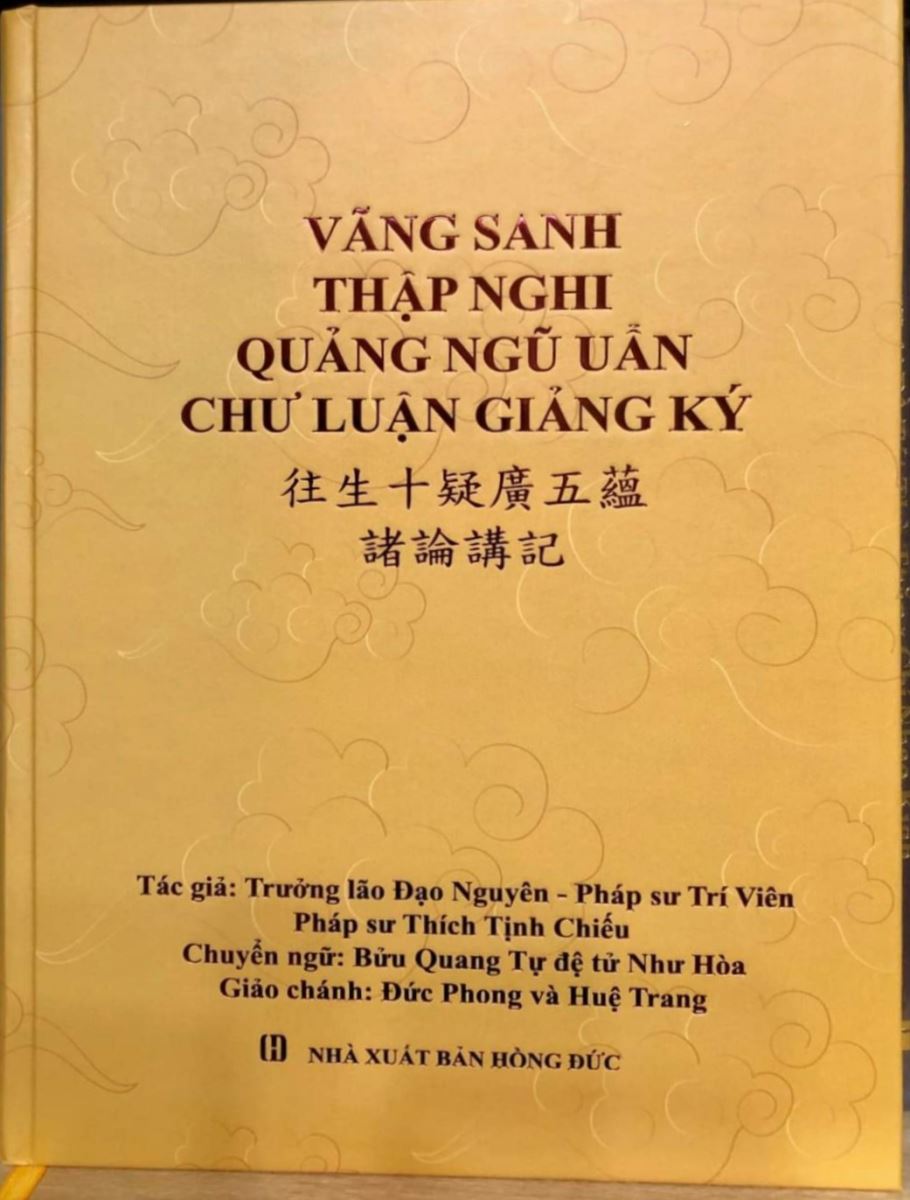 VÃNG SANH
THẬP NGHI
QUẢNG NGŨ UẨN
CHƯ LUẬN GIẢNG KÝ
往生十疑廣五蘊
諸論講記
Tác giả: Trưởng lão Đạo Nguyên - Pháp sư Trí Viên
Pháp sư Thích Tịnh Chiếu
Chuyển ngữ: Bửu Quang Tự đệ tử Như Hòa
Giảo chánh: Đức Phong và Huệ Trang
NHÀ XUẤT BẢN HỒNG ĐỨC